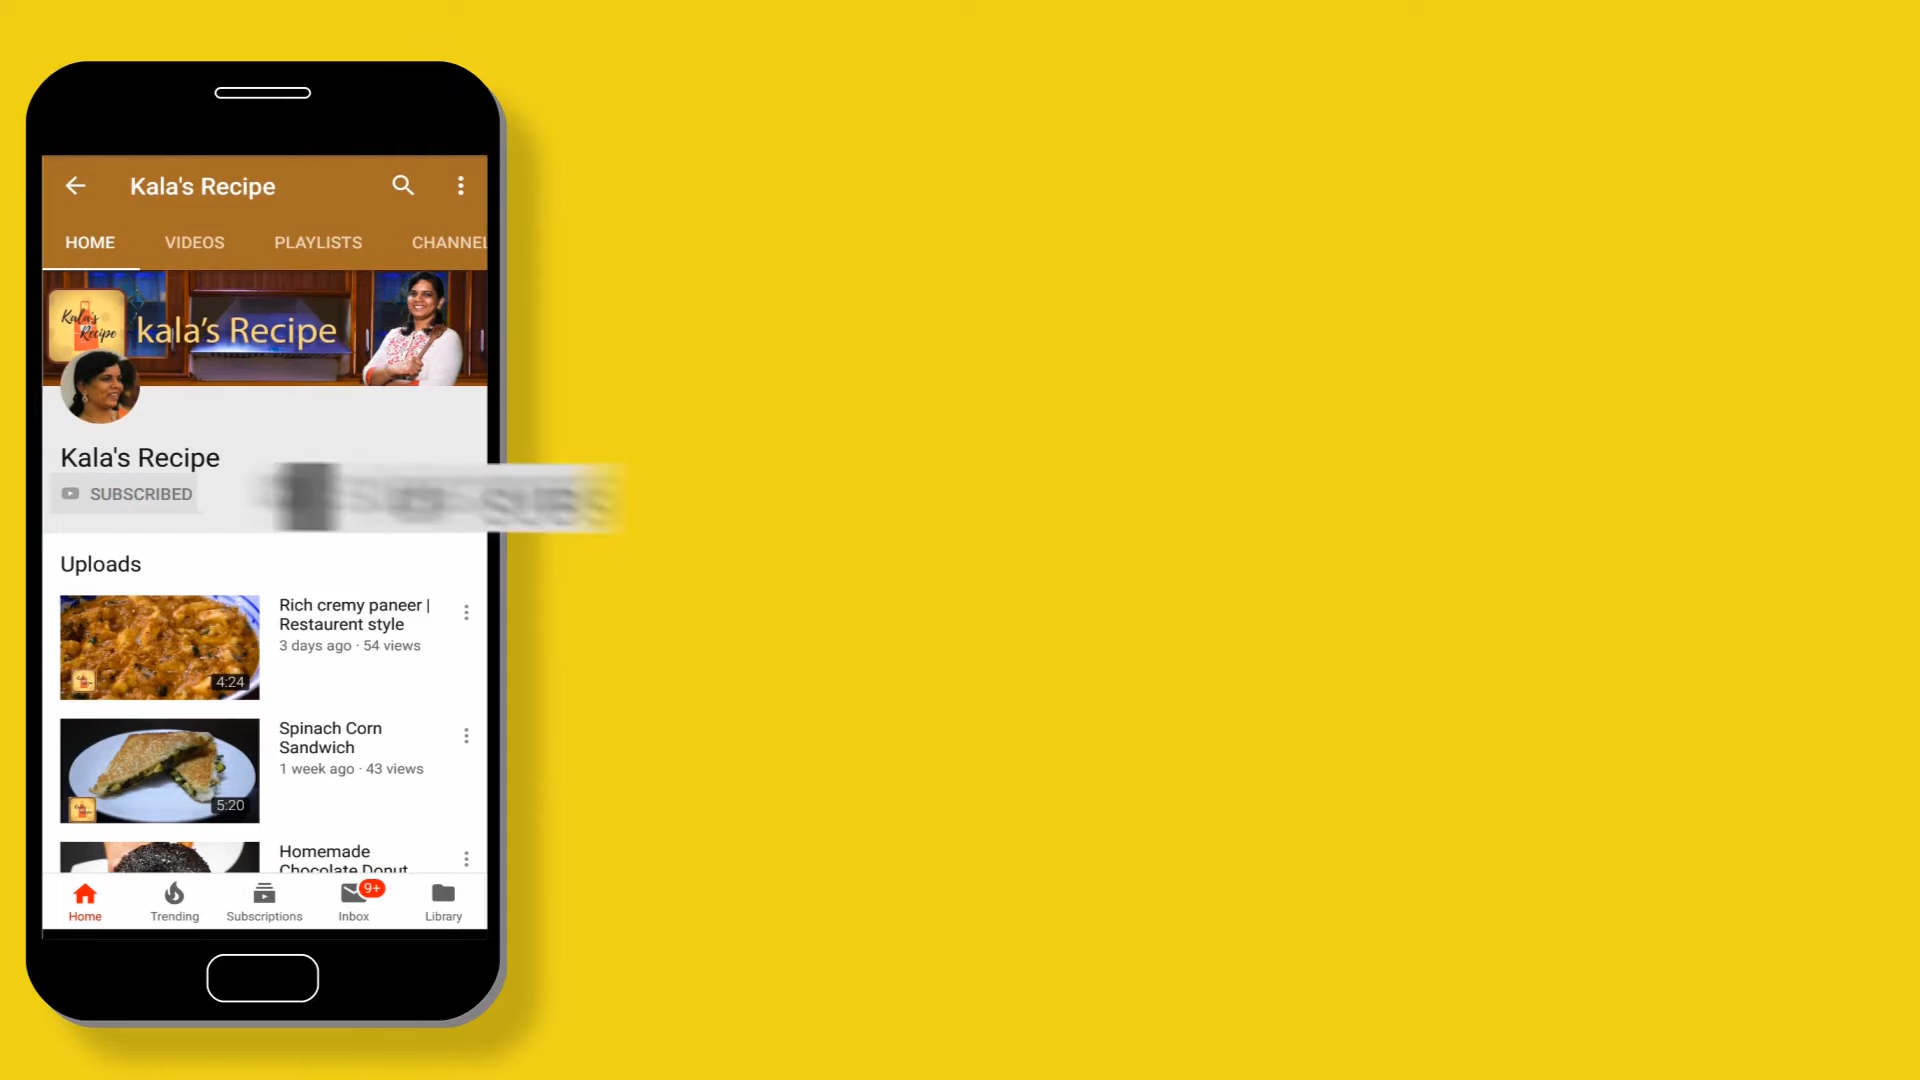 Kala's Recipe
HOME VIDEOS PLAYLISTS CHANNEL
Kala's Recipe
kala's Recipe
Kala's Recipe
SUBSCRIBED
SUBS
Uploads
Rich cremy paneer |
Restaurent style
3 days ago · 54 views
4:24
Spinach Corn
Sandwich
1 week ago · 43 views
5:20
Homemade
Chocolate Donut
9+
Home Trending Subscriptions Inbox Library